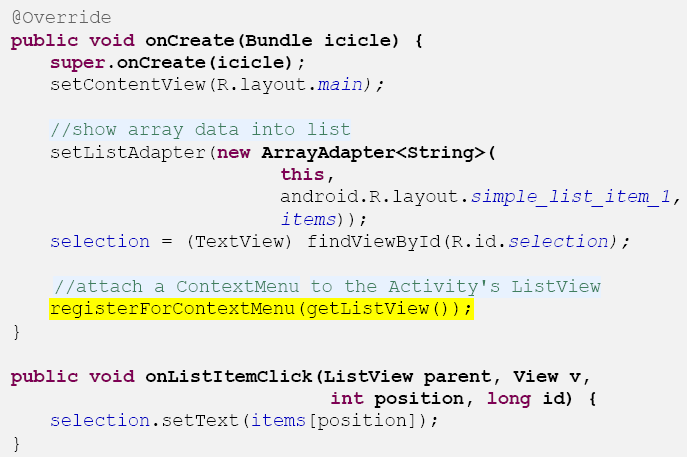 @Override
public void onCreate(Bundle icicle) {
super.onCreate(icicle);
setContentView(R.layout.main);
//show array data into list
setListAdapter(new ArrayAdapter<String>(
this,
android.R.layout.simple_list_item_1,
items));
selection = (TextView) findViewById(R.id.selection);
//attach a ContextMenu to the Activity's ListView
registerForContextMenu(getListView());
}
public void onListItemClick(ListView parent, View v,
int position, long id) {
selection.setText(items[position]);
}